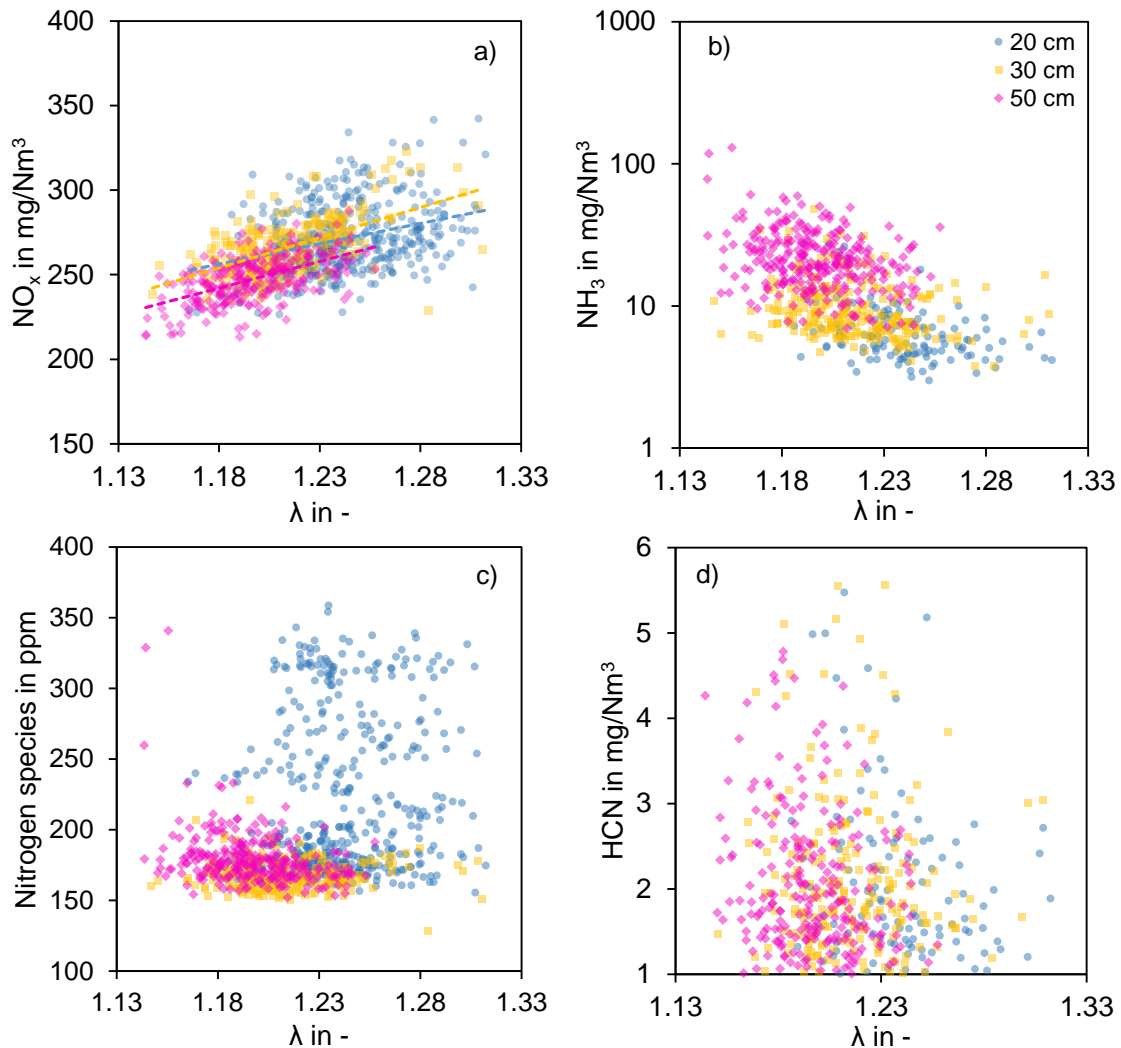 a)
NOx in mg/Nm³
400
350
300
250
200
150
1.13 1.18 1.23 1.28 1.33
λ in -
b)
20 cm
30 cm
50 cm
NH₃ in mg/Nm³
1000
100
10
1
1.13 1.18 1.23 1.28 1.33
λ in -
c)
Nitrogen species in ppm
400
350
300
250
200
150
100
1.13 1.18 1.23 1.28 1.33
λ in -
d)
HCN in mg/Nm³
6
5
4
3
2
1
1.13 1.23 1.33
λ in -